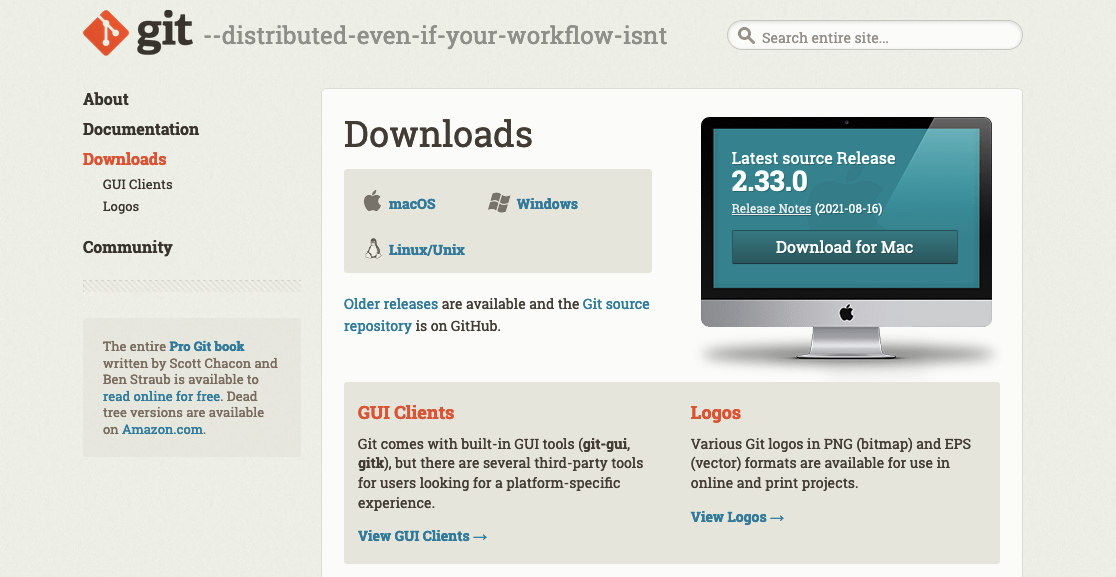 git --distributed-even-if-your-workflow-isnt
Search entire site...
About
Documentation
Downloads
GUI Clients
Logos
Community
The entire Pro Git book
written by Scott Chacon and
Ben Straub is available to
read online for free. Dead
tree versions are available
on Amazon.com.
Downloads
macOS
Windows
Linux/Unix
Older releases are available and the Git source
repository is on GitHub.
Latest source Release
2.33.0
Release Notes (2021-08-16)
Download for Mac
GUI Clients
Git comes with built-in GUI tools (git-gui,
gitk), but there are several third-party tools
for users looking for a platform-specific
experience.
View GUI Clients →
Logos
Various Git logos in PNG (bitmap) and EPS
(vector) formats are available for use in
online and print projects.
View Logos →